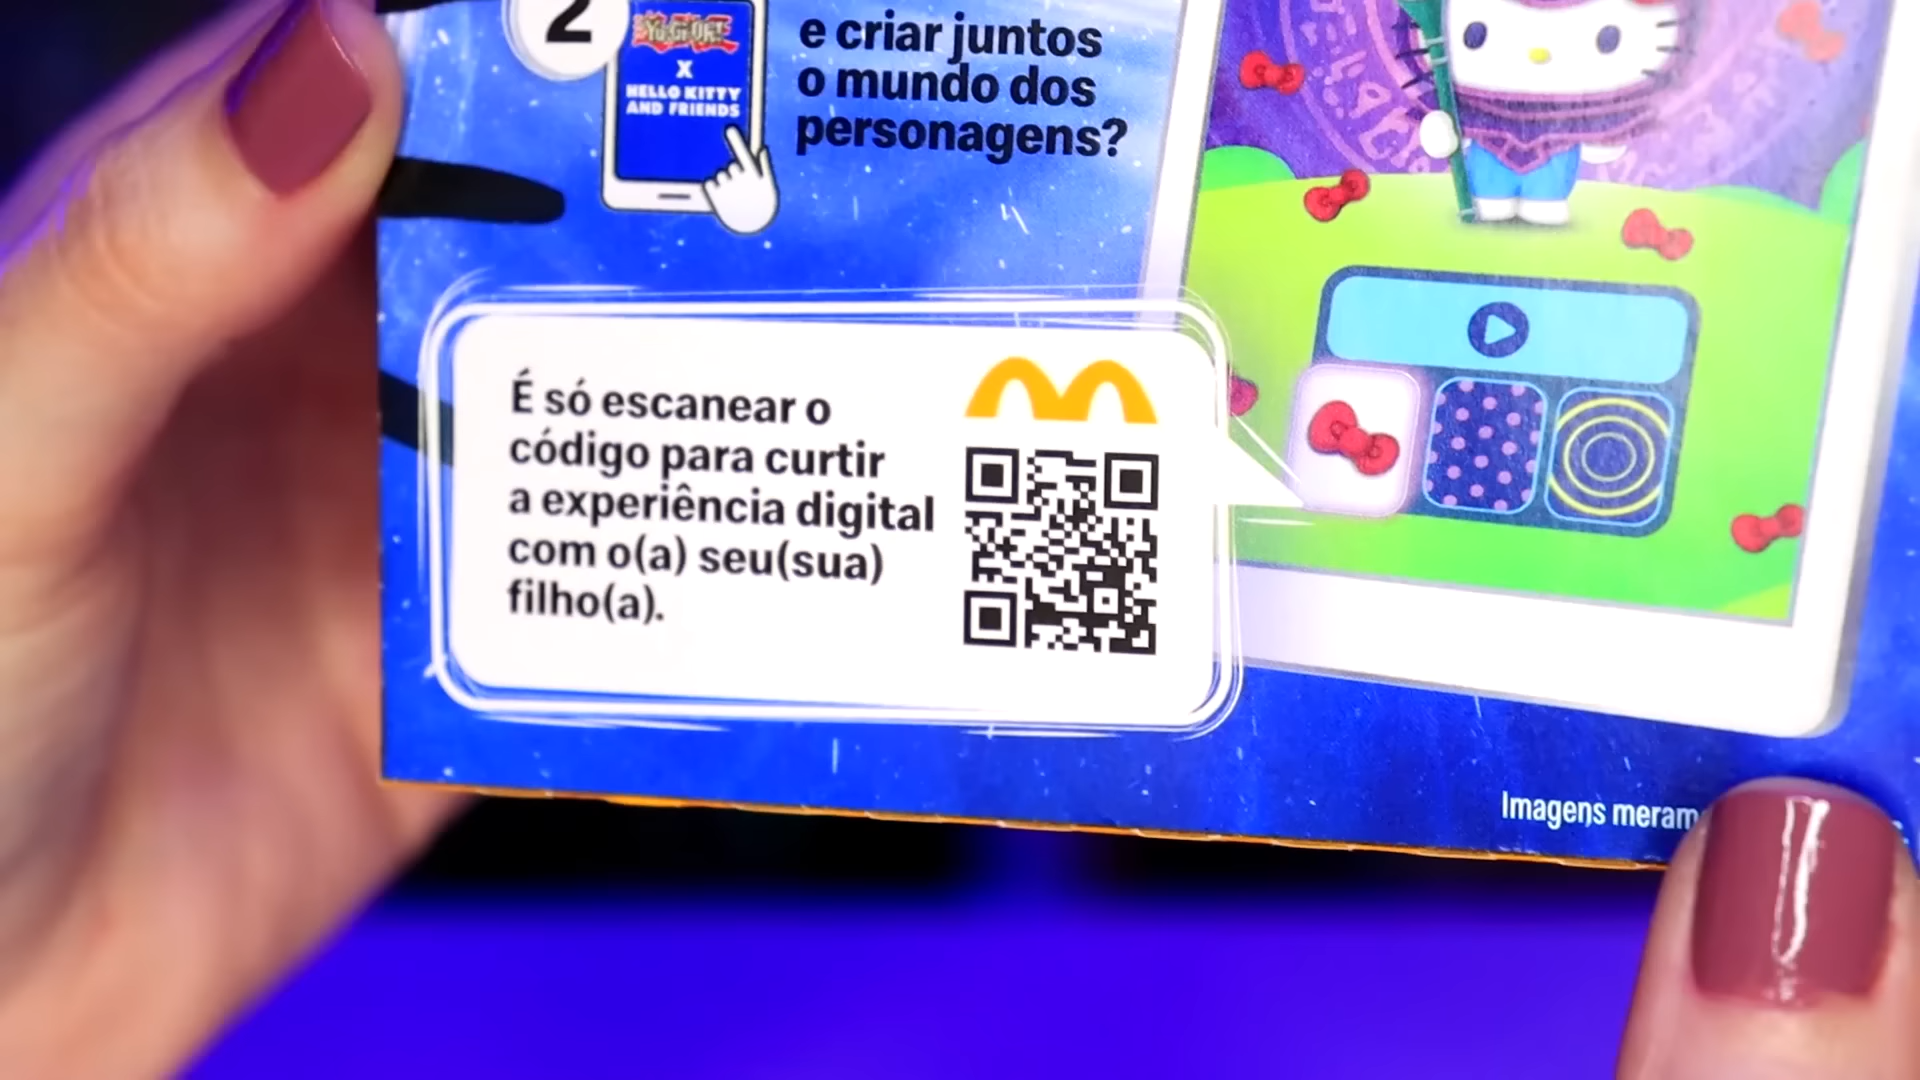 2
Yu-Gi-Oh!
X
HELLO KITTY
AND FRIENDS
e criar juntos
o mundo dos
personagens?
É só escanear o
código para curtir
a experiência digital
com o(a) seu(sua)
filho(a).
Imagens